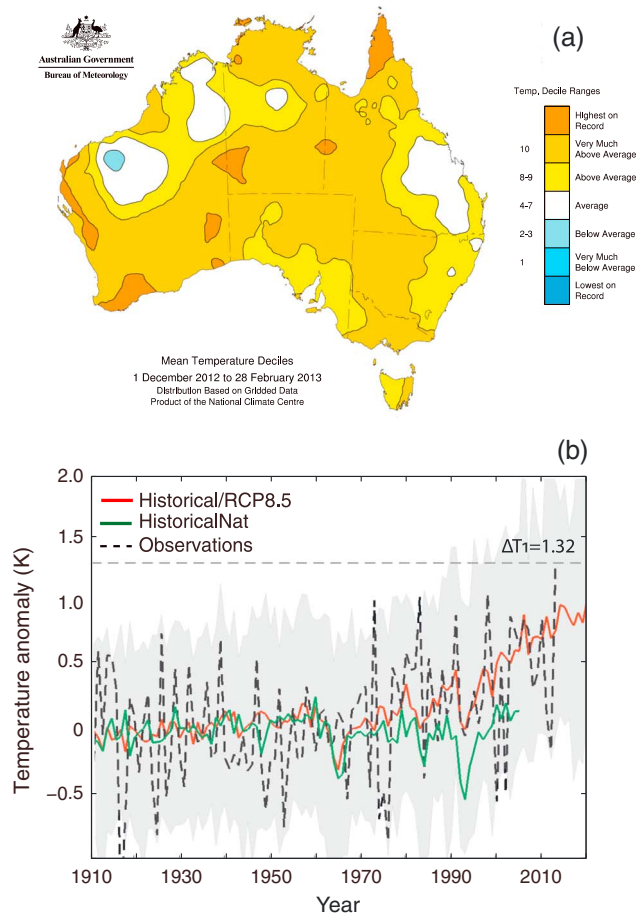 (a)
Australian Government
Bureau of Meteorology
Temp, Decile Ranges
Highest on
Record
10
Very Much
Above Average
8-9
Above Average
4-7
Average
2-3
Below Average
1
Very Much
Below Average
Lowest on
Record
Mean Temperature Deciles
1 December 2012 to 28 February 2013
Distribution Based on Gridded Data
Product of the National Climate Centre
(b)
2.0
1.5
1.0
0.5
0
−0.5
Temperature anomaly (K)
Historical/RCP8.5
HistoricalNat
Observations
ΔT1=1.32
1910
1930
1950
1970
1990
2010
Year